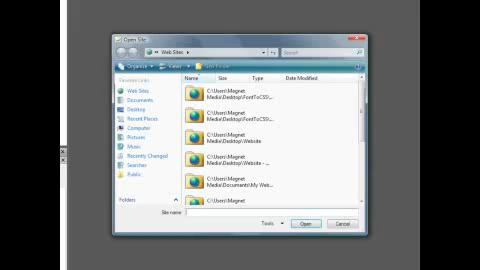 Open Site
Web Sites
Search
Organize
Views
New Folder
Favorite Links
Web Sites
Documents
Desktop
Recent Places
Computer
Pictures
Music
Recently Changed
Searches
Public
Folders
Name
Size
Type
Date Modified
C:\Users\Magnet
Media\Desktop\FontToCS9...
C:\Users\Magnet
Media\Desktop\FontToCS9...
C:\Users\Magnet
Media\Desktop\Website
C:\Users\Magnet
Media\Desktop\Website - ...
C:\Users\Magnet
Media\Documents\My Web...
C:\Users\Magnet
Site name:
Tools
Open
Cancel